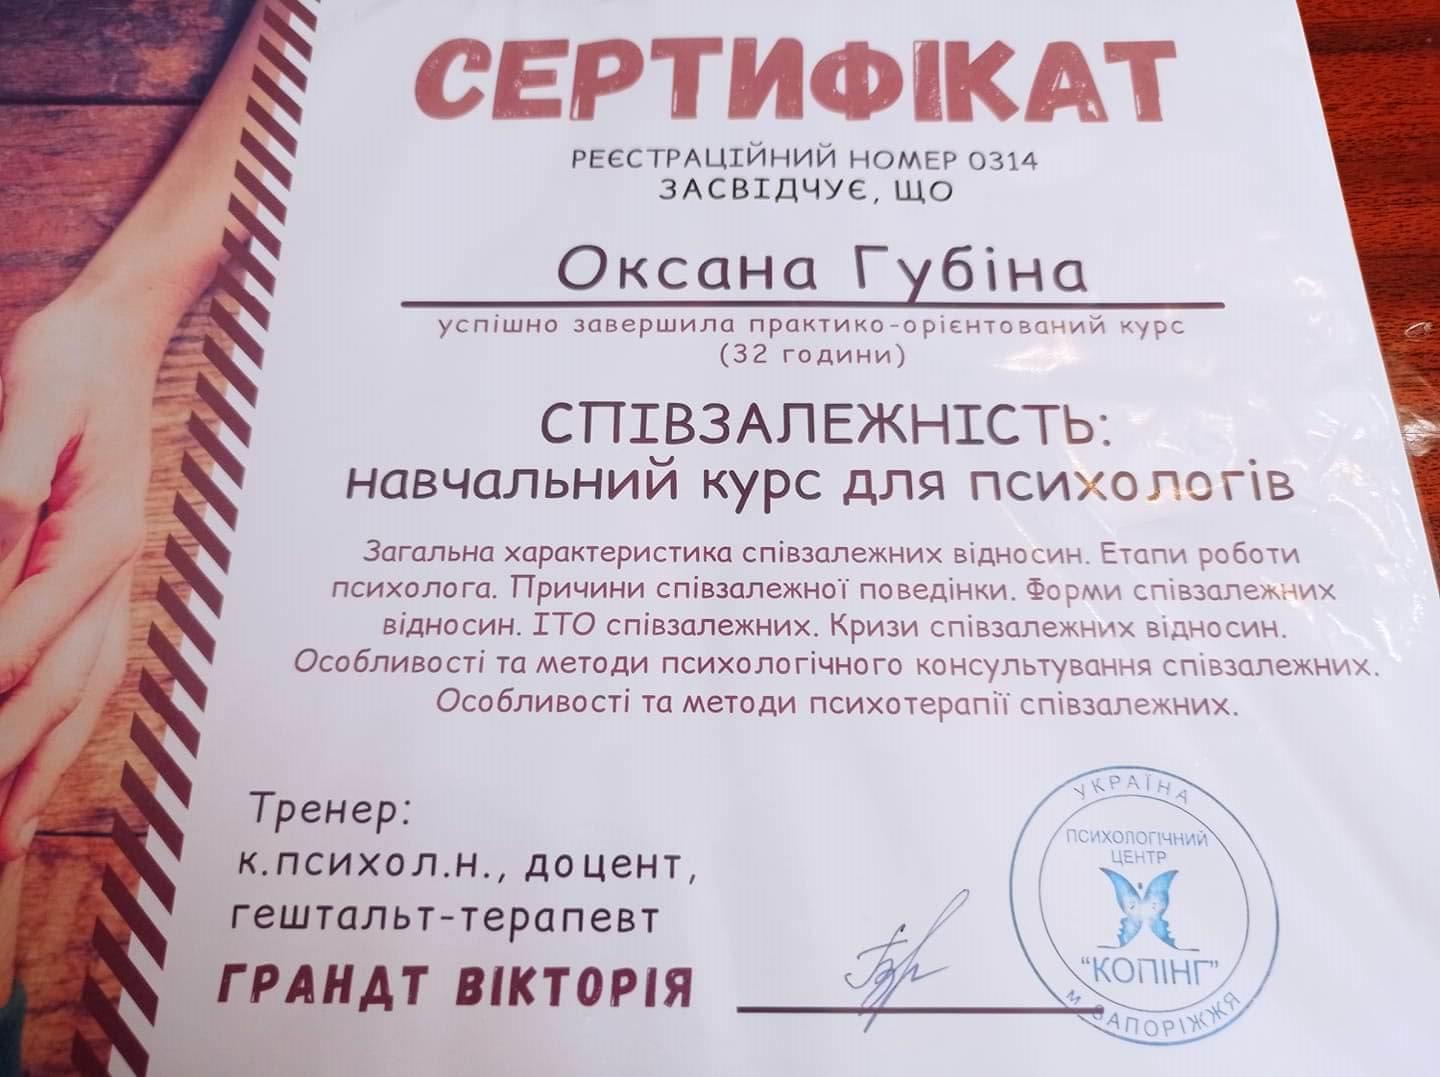 СЕРТИФІКАТ
РЕЄСТРАЦІЙНИЙ НОМЕР 0314
ЗАСВІДЧУЄ, ЩО
Оксана Губіна
успішно завершила практико-орієнтований курс
(32 години)
СПІВЗАЛЕЖНІСТЬ:
навчальний курс для психологів
Загальна характеристика співзалежних відносин. Етапи роботи
психолога. Причини співзалежної поведінки. Форми співзалежних
відносин. ІТО співзалежних. Кризи співзалежних відносин.
Особливості та методи психологічного консультування співзалежних.
Особливості та методи психотерапії співзалежних.
Тренер:
к.психол.н., доцент,
гештальт-терапевт
ГРАНДТ ВІКТОРІЯ
УКРАЇНА
ПСИХОЛОГІЧНИЙ
ЦЕНТР
"КОПІНГ"
м ЗАПОРІЖЖЯ